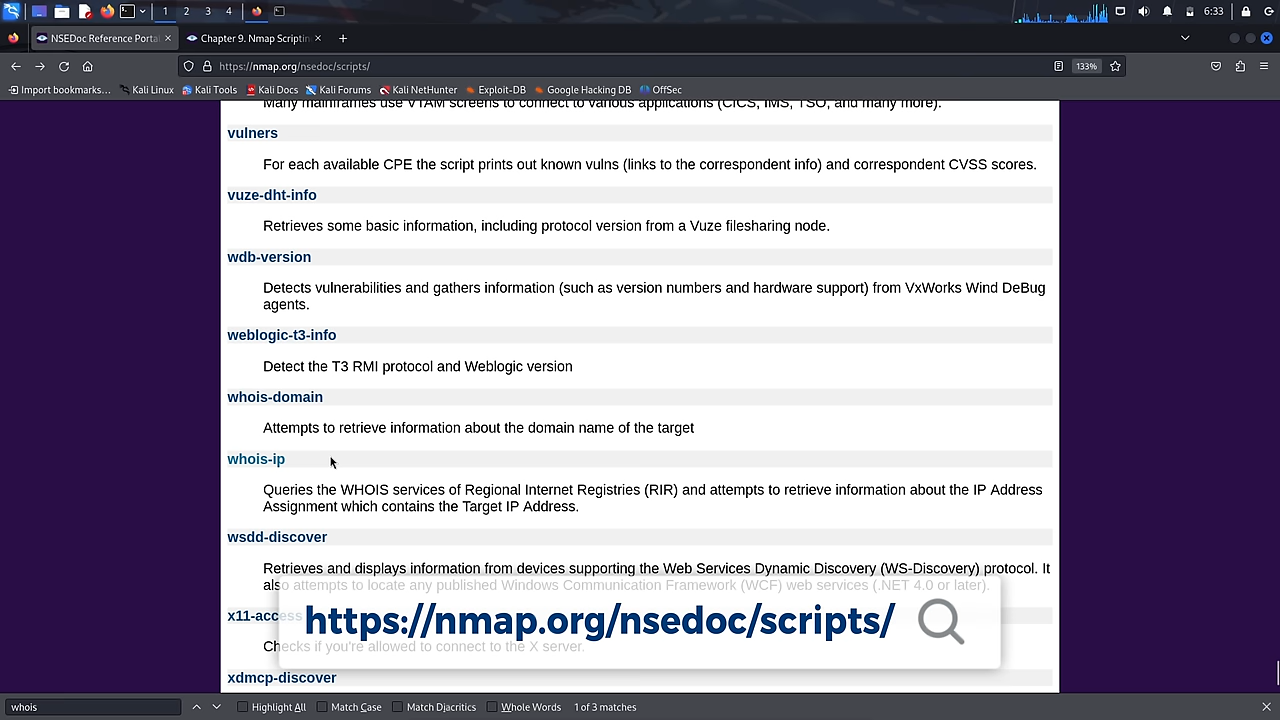 1
2
3
4
6:33
NSEDoc Reference Porta
Chapter 9. Nmap Scriptin
https://nmap.org/nsedoc/scripts/
133%
Import bookmarks...
Kali Linux
Kali Tools
Kali Docs
Kali Forums
Kali NetHunter
Exploit-DB
Google Hacking DB
OffSec
Many mainframes use VTAM screens to connect to various applications (CICS, IMS, TSO, and many more).
vulners
For each available CPE the script prints out known vulns (links to the correspondent info) and correspondent CVSS scores.
vuze-dht-info
Retrieves some basic information, including protocol version from a Vuze filesharing node.
wdb-version
Detects vulnerabilities and gathers information (such as version numbers and hardware support) from VxWorks Wind DeBug
agents.
weblogic-t3-info
Detect the T3 RMI protocol and Weblogic version
whois-domain
Attempts to retrieve information about the domain name of the target
whois-ip
Queries the WHOIS services of Regional Internet Registries (RIR) and attempts to retrieve information about the IP Address
Assignment which contains the Target IP Address.
wsdd-discover
Retrieves and displays information from devices supporting the Web Services Dynamic Discovery (WS-Discovery) protocol. It
also attempts to locate any published Windows Communication Framework (WCF) web services (.NET 4.0 or later).
x11-access
https://nmap.org/nsedoc/scripts/
Checks if you're allowed to connect to the X server.
xdmcp-discover
whois
Highlight All
Match Case
Match Diacritics
Whole Words
1 of 3 matches